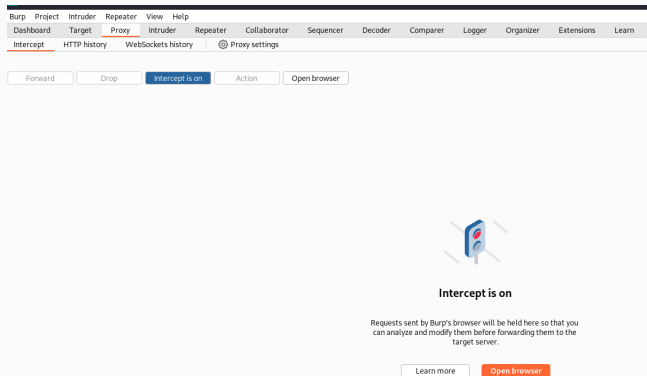 Burp Project Intruder Repeater View Help
Dashboard Target Proxy Intruder Repeater Collaborator Sequencer Decoder Comparer Logger Organizer Extensions Learn
Intercept HTTP history WebSockets history Proxy settings
Forward Drop Intercept is on Action Open browser
Intercept is on
Requests sent by Burp's browser will be held here so that you
can analyze and modify them before forwarding them to the
target server.
Learn more Open browser